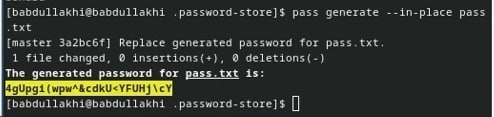 [babdullakhi@babdullakhi .password-store]$ pass generate --in-place pass
.txt
[master 3a2bc6f] Replace generated password for pass.txt.
1 file changed, 0 insertions(+), 0 deletions(-)
The generated password for pass.txt is:
4gUpgi(wpw^&cdkU<YFUHj\cY
[babdullakhi@babdullakhi .password-store]$